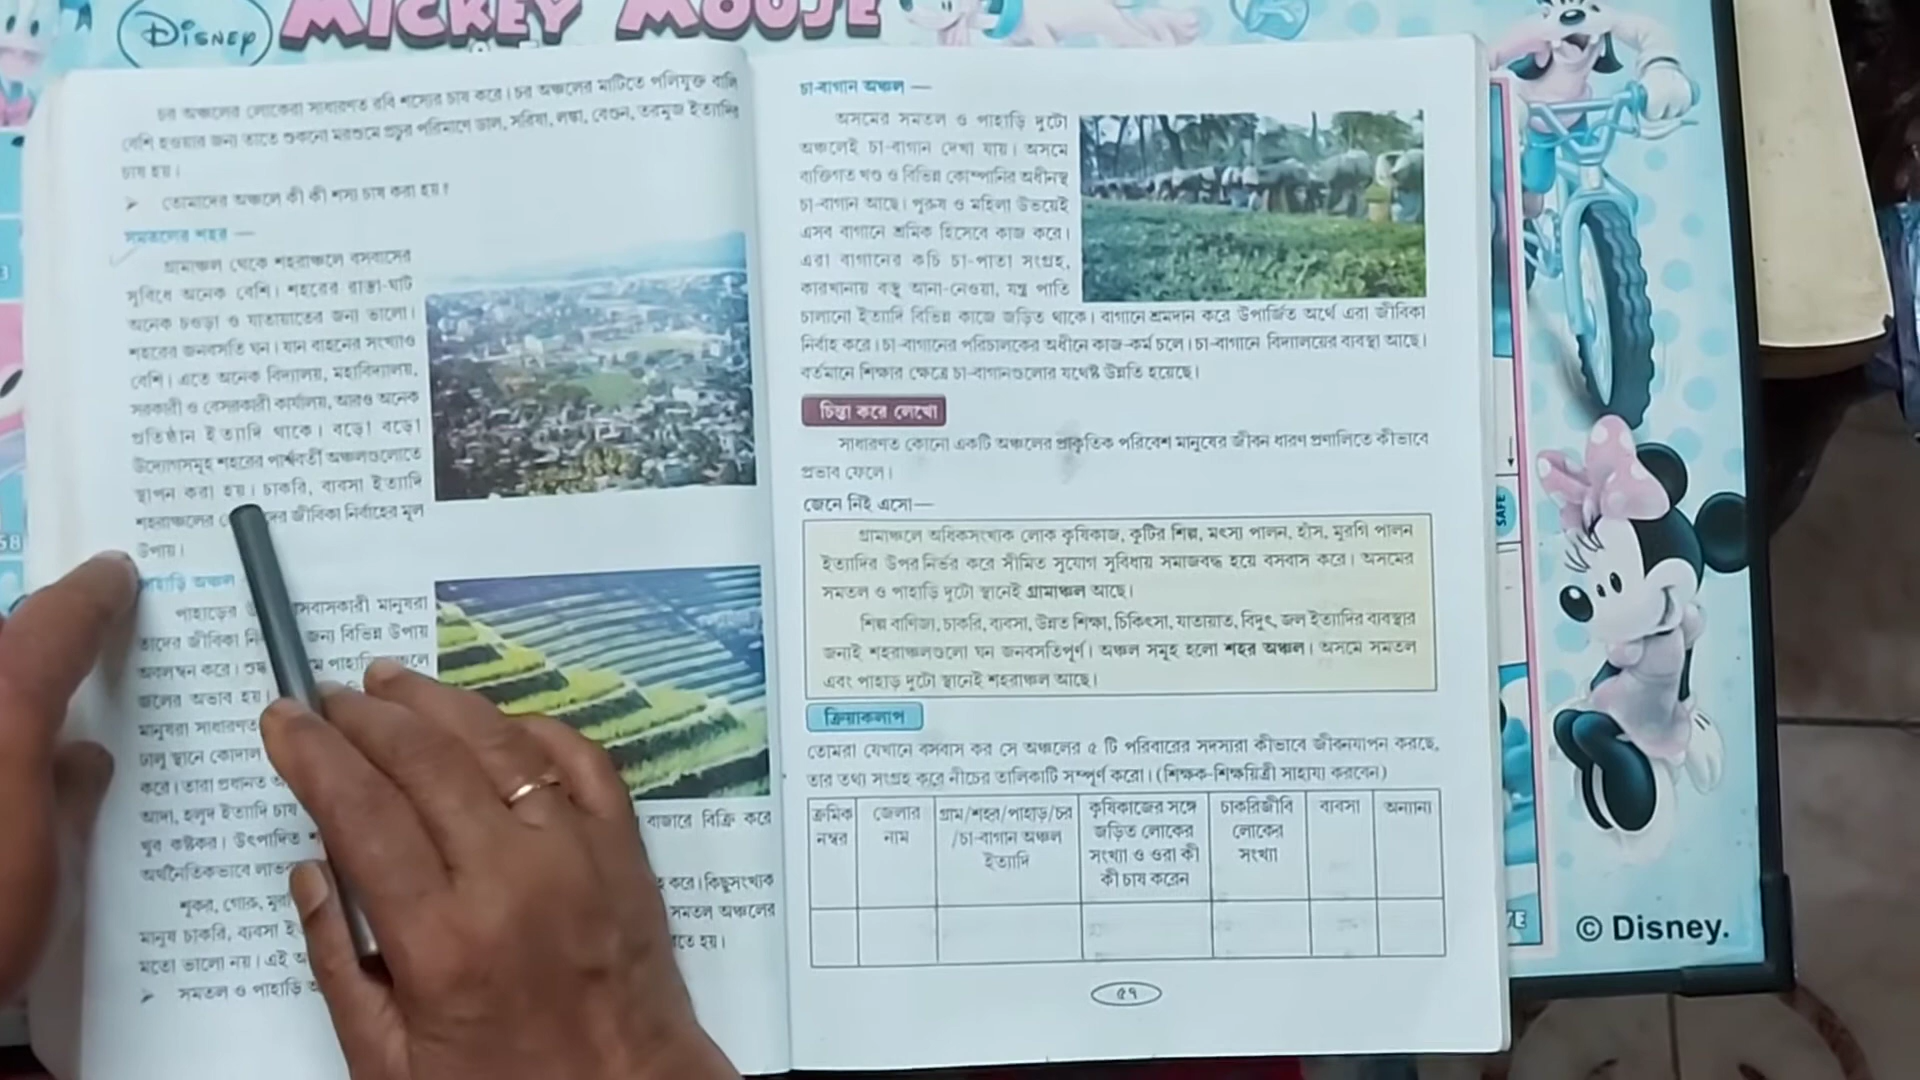 DISNEY
MICKEY MOUSE
চর অঞ্চলের লোকেরা সাধারণত রবি শস্যের চাষ করে। চর অঞ্চলের মাটিতে পলিযুক্ত বালি
বেশি হওয়ার জন্য তাতে শুকনো মরশুমে প্রচুর পরিমাণে ডাল, সরিষা, লঙ্কা, বেগুন, তরমুজ ইত্যাদির
চাষ হয়।
➤ তোমাদের অঞ্চলে কী কী শস্য চাষ করা হয়?
সমতলের শহর —
গ্রামাঞ্চল থেকে শহরাঞ্চলে বসবাসের
সুবিধে অনেক বেশি। শহরের রাস্তা-ঘাট
অনেক চওড়া ও যাতায়াতের জন্য ভালো।
শহরের জনবসতি ঘন। যান বাহনের সংখ্যাও
বেশি। এতে অনেক বিদ্যালয়, মহাবিদ্যালয়,
সরকারী ও বেসরকারী কার্যালয়, আরও অনেক
প্রতিষ্ঠান ইত্যাদি থাকে। বড়ো বড়ো
উদ্যোগসমূহ শহরের পার্শ্ববর্তী অঞ্চলগুলোতে
স্থাপন করা হয়। চাকরি, ব্যবসা ইত্যাদি
শহরাঞ্চলের দের জীবিকা নির্বাহের মূল
উপায়।
পাহাড়ি অঞ্চল
পাহাড়ের বসবাসকারী মানুষরা
তাদের জীবিকা জন্য বিভিন্ন উপায়
অবলম্বন করে। শুষ্ক পাহাড়ি
জলের অভাব হয়।
মানুষরা সাধারণত
ঢালু স্থানে কোদাল
করে। তারা প্রধানত
আদা, হলুদ ইত্যাদি চাষ
বাজারে বিক্রি করে
খুব কষ্টকর। উৎপাদিত
অর্থনৈতিকভাবে
করে। কিছুসংখ্যক
শূকর, গোরু,
সমতল অঞ্চলের
মানুষ চাকরি, ব্যবসা
হয়।
মতো ভালো নয়। এই
➤ সমতল ও পাহাড়ি
চা-বাগান অঞ্চল —
অসমের সমতল ও পাহাড়ি দুটো
অঞ্চলেই চা-বাগান দেখা যায়। অসমে
ব্যক্তিগত খণ্ড ও বিভিন্ন কোম্পানির অধীনস্থ
চা-বাগান আছে। পুরুষ ও মহিলা উভয়েই
এসব বাগানে শ্রমিক হিসেবে কাজ করে।
এরা বাগানের কচি চা-পাতা সংগ্রহ,
কারখানায় বস্তু আনা-নেওয়া, যন্ত্র পাতি
চালানো ইত্যাদি বিভিন্ন কাজে জড়িত থাকে। বাগানে শ্রমদান করে উপার্জিত অর্থে এরা জীবিকা
নির্বাহ করে। চা-বাগানের পরিচালকের অধীনে কাজ-কর্ম চলে। চা-বাগানে বিদ্যালয়ের ব্যবস্থা আছে।
বর্তমানে শিক্ষার ক্ষেত্রে চা-বাগানগুলোর যথেষ্ট উন্নতি হয়েছে।
চিন্তা করে লেখো
সাধারণত কোনো একটি অঞ্চলের প্রাকৃতিক পরিবেশ মানুষের জীবন ধারণ প্রণালিতে কীভাবে
প্রভাব ফেলে।
জেনে নিই এসো—
গ্রামাঞ্চলে অধিকসংখ্যক লোক কৃষিকাজ, কুটির শিল্প, মৎস্য পালন, হাঁস, মুরগি পালন
ইত্যাদির উপর নির্ভর করে সীমিত সুযোগ সুবিধায় সমাজবদ্ধ হয়ে বসবাস করে। অসমের
সমতল ও পাহাড়ি দুটো স্থানেই গ্রামাঞ্চল আছে।
শিল্প বাণিজ্য, চাকরি, ব্যবসা, উন্নত শিক্ষা, চিকিৎসা, যাতায়াত, বিদ্যুৎ, জল ইত্যাদির ব্যবস্থার
জন্যই শহরাঞ্চলগুলো ঘন জনবসতিপূর্ণ। অঞ্চল সমূহ হলো শহর অঞ্চল। অসমে সমতল
এবং পাহাড় দুটো স্থানেই শহরাঞ্চল আছে।
ক্রিয়াকলাপ
তোমরা যেখানে বসবাস কর সে অঞ্চলের ৫ টি পরিবারের সদস্যরা কীভাবে জীবনযাপন করছে,
তার তথ্য সংগ্রহ করে নীচের তালিকাটি সম্পূর্ণ করো। (শিক্ষক-শিক্ষয়িত্রী সাহায্য করবেন)
ক্রমিক নম্বর
জেলার নাম
গ্রাম/শহর/পাহাড়/চর /চা-বাগান অঞ্চল ইত্যাদি
কৃষিকাজের সঙ্গে জড়িত লোকের সংখ্যা ও ওরা কী কী চাষ করেন
চাকরিজীবি লোকের সংখ্যা
ব্যবসা
অন্যান্য
৫৭
SAFE
© Disney.